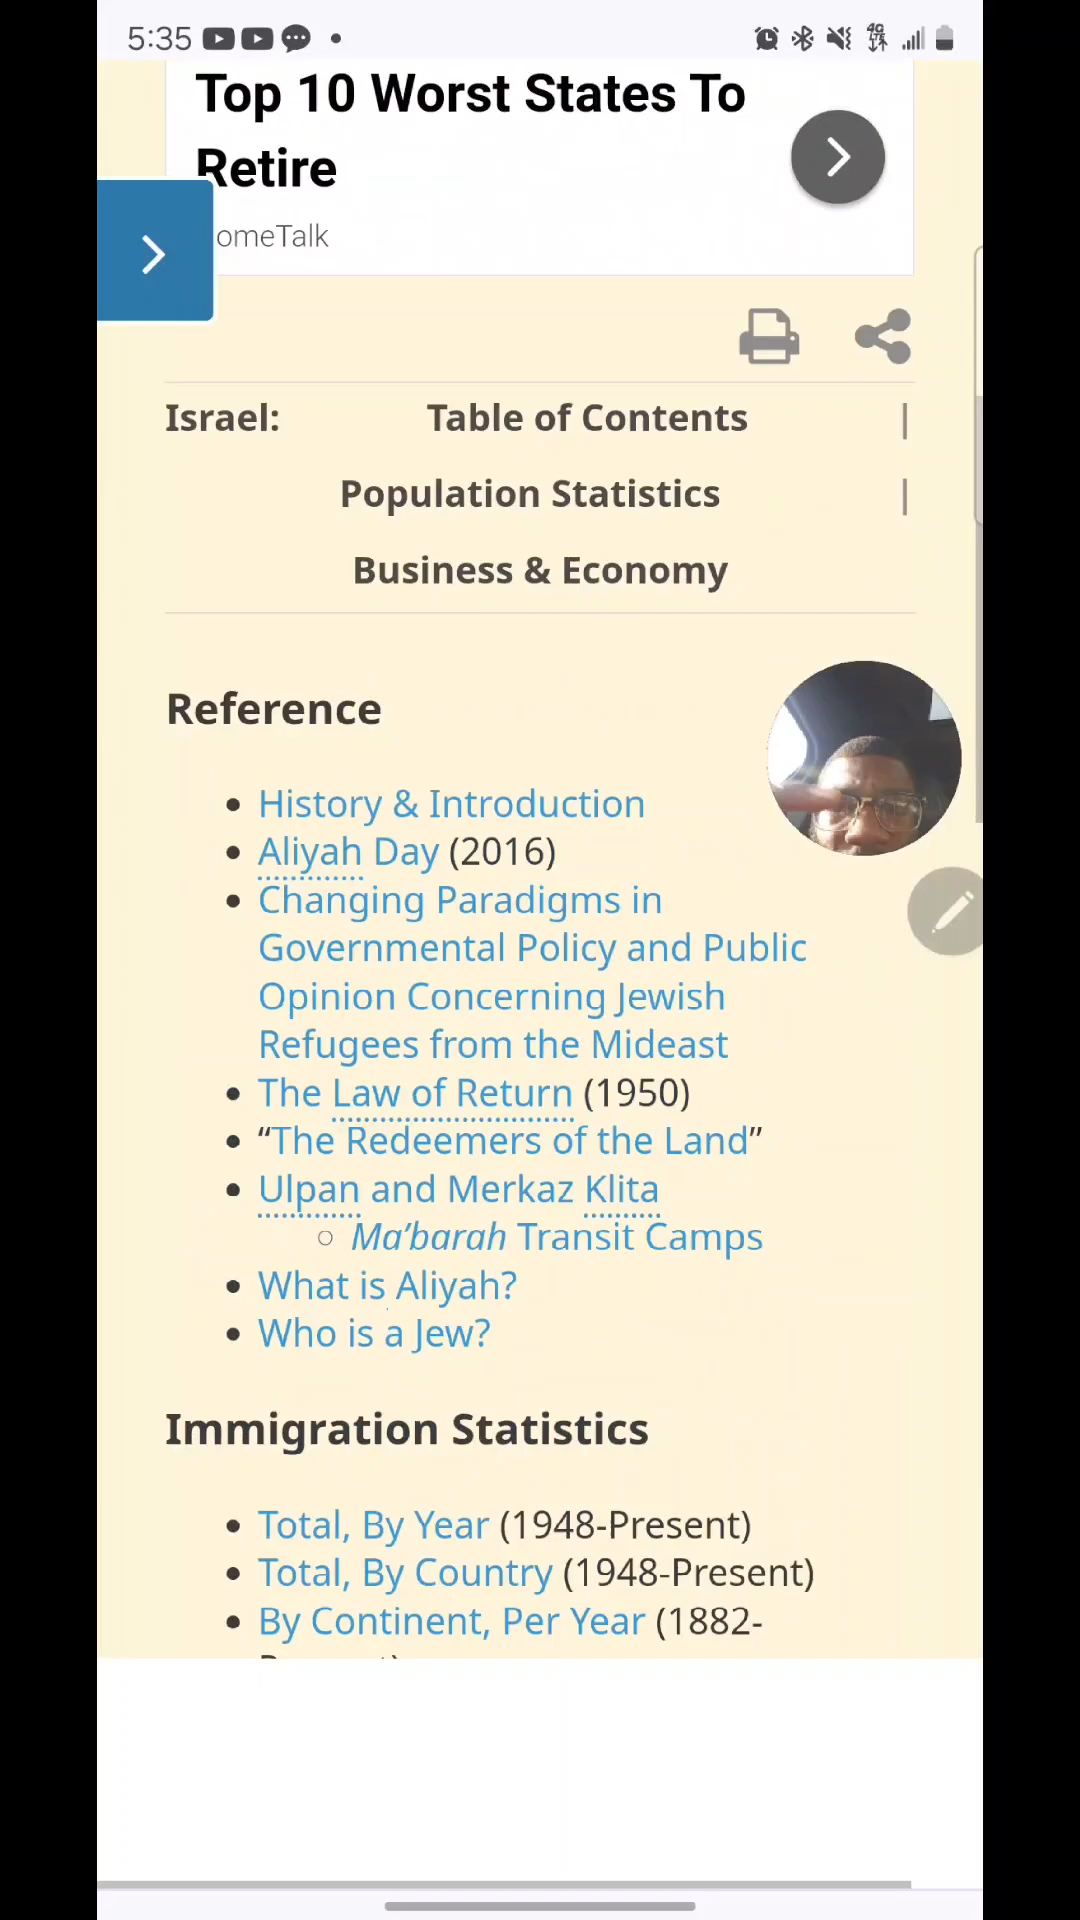 5:35
Top 10 Worst States To
Retire
omeTalk
Israel: Table of Contents |
Population Statistics |
Business & Economy
Reference
• History & Introduction
• Aliyah Day (2016)
• Changing Paradigms in
Governmental Policy and Public
Opinion Concerning Jewish
Refugees from the Mideast
• The Law of Return (1950)
• “The Redeemers of the Land”
• Ulpan and Merkaz Klita
○ Ma’barah Transit Camps
• What is Aliyah?
• Who is a Jew?
Immigration Statistics
• Total, By Year (1948-Present)
• Total, By Country (1948-Present)
• By Continent, Per Year (1882-